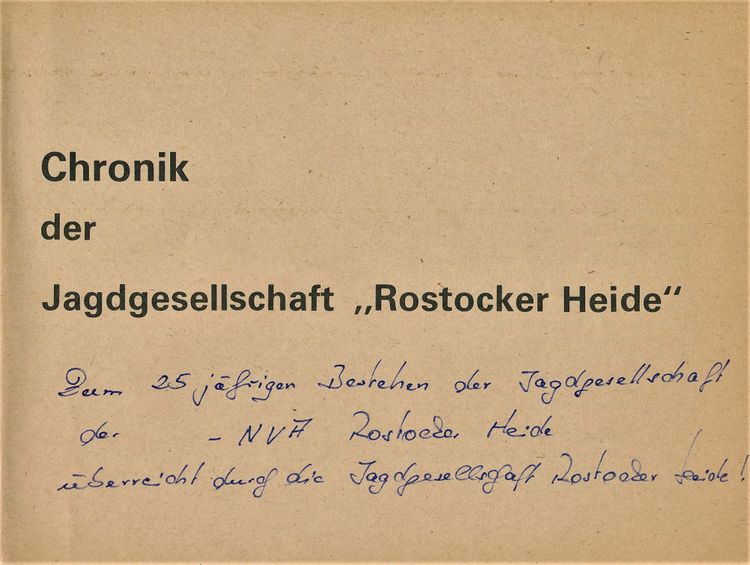 Chronik
der
Jagdgesellschaft „Rostocker Heide“
Zum 25 jährigen Bestehen der Jagdgesellschaft
der - NVA Rostocker Heide
überreicht durch die Jagdgesellschaft Rostocker Heide!